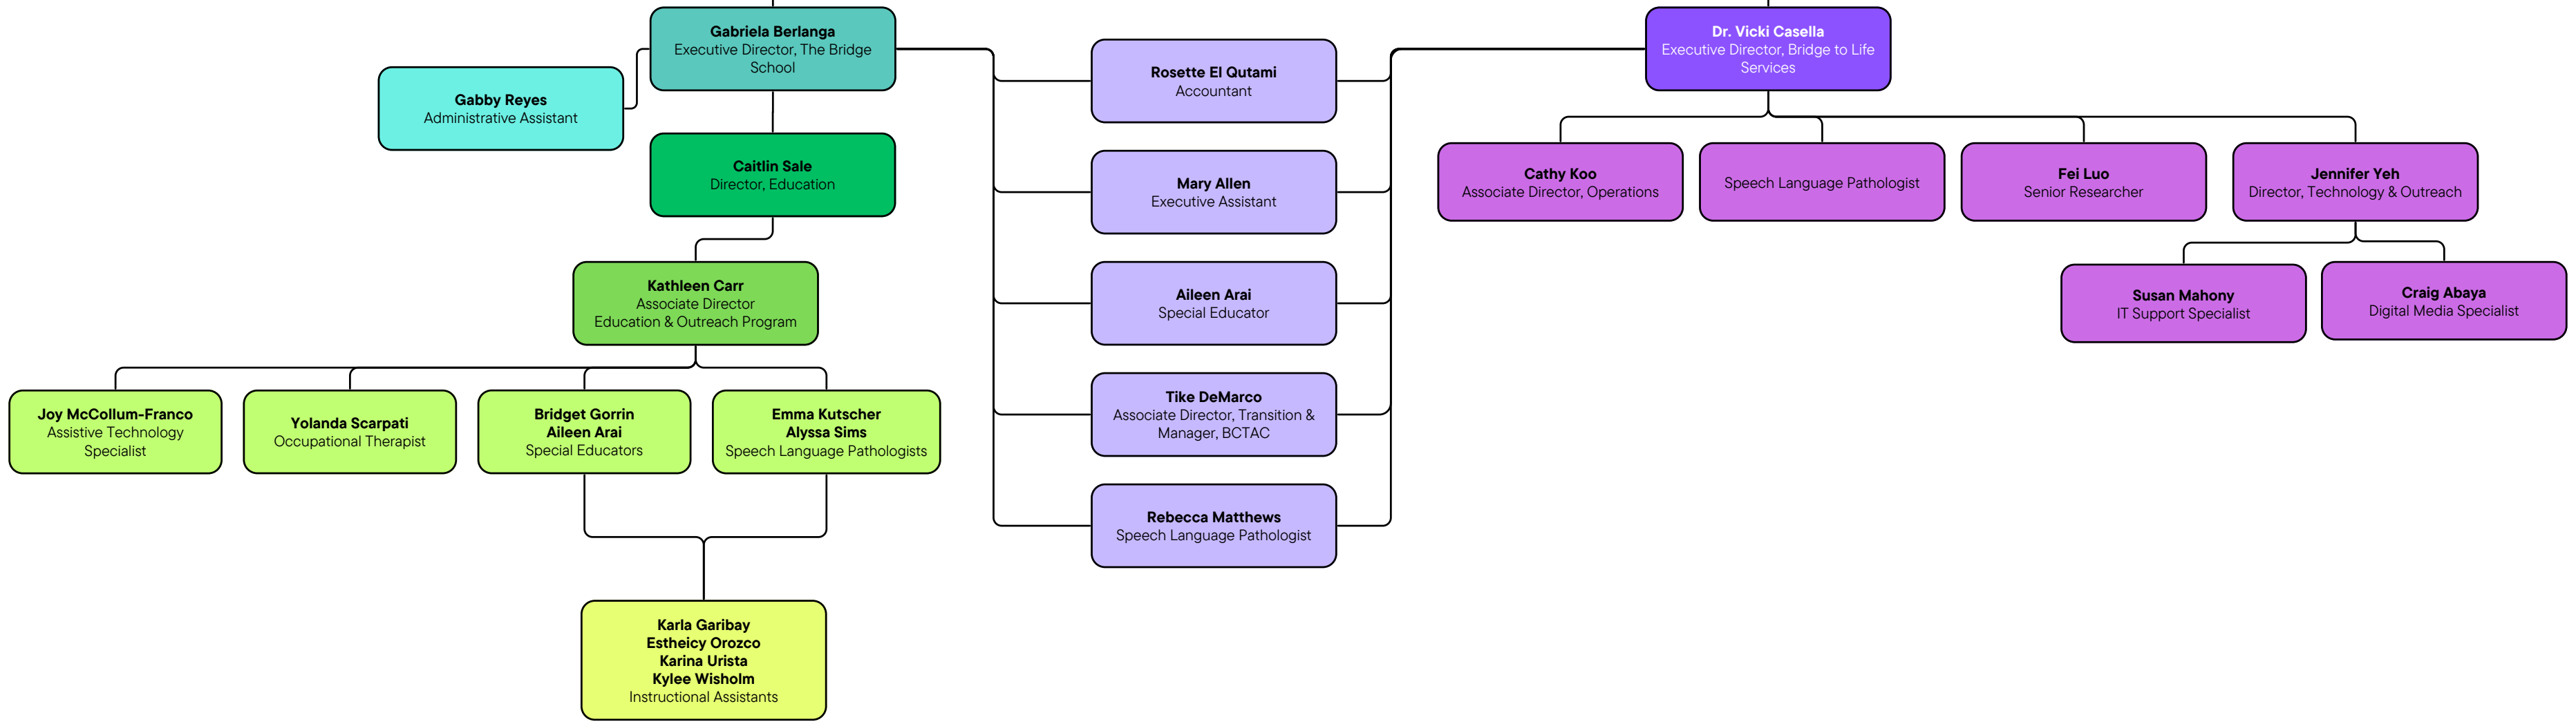 Gabriela Berlanga
Executive Director, The Bridge
School
Gabby Reyes
Administrative Assistant
Caitlin Sale
Director, Education
Kathleen Carr
Associate Director
Education & Outreach Program
Joy McCollum-Franco
Assistive Technology
Specialist
Yolanda Scarpati
Occupational Therapist
Bridget Gorrin
Aileen Arai
Special Educators
Emma Kutscher
Alyssa Sims
Speech Language Pathologists
Karla Garibay
Estheicy Orozco
Karina Urista
Kylee Wisholm
Instructional Assistants
Rosette El Qutami
Accountant
Mary Allen
Executive Assistant
Aileen Arai
Special Educator
Tike DeMarco
Associate Director, Transition &
Manager, BCTAC
Rebecca Matthews
Speech Language Pathologist
Dr. Vicki Casella
Executive Director, Bridge to Life
Services
Cathy Koo
Associate Director, Operations
Speech Language Pathologist
Fei Luo
Senior Researcher
Jennifer Yeh
Director, Technology & Outreach
Susan Mahony
IT Support Specialist
Craig Abaya
Digital Media Specialist